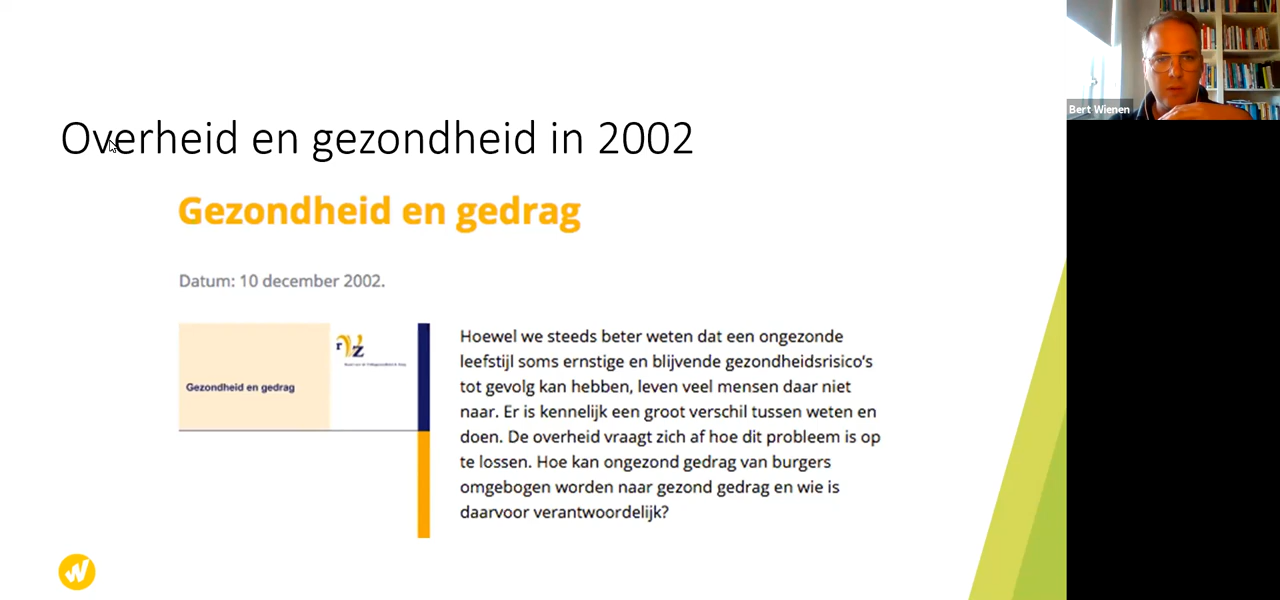 Overheid en gezondheid in 2002
Gezondheid en gedrag
Datum: 10 december 2002.
rvz
Gezondheid en gedrag
Hoewel we steeds beter weten dat een ongezonde
leefstijl soms ernstige en blijvende gezondheidsrisico's
tot gevolg kan hebben, leven veel mensen daar niet
naar. Er is kennelijk een groot verschil tussen weten en
doen. De overheid vraagt zich af hoe dit probleem is op
te lossen. Hoe kan ongezond gedrag van burgers
omgebogen worden naar gezond gedrag en wie is
daarvoor verantwoordelijk?
Bert Wienen